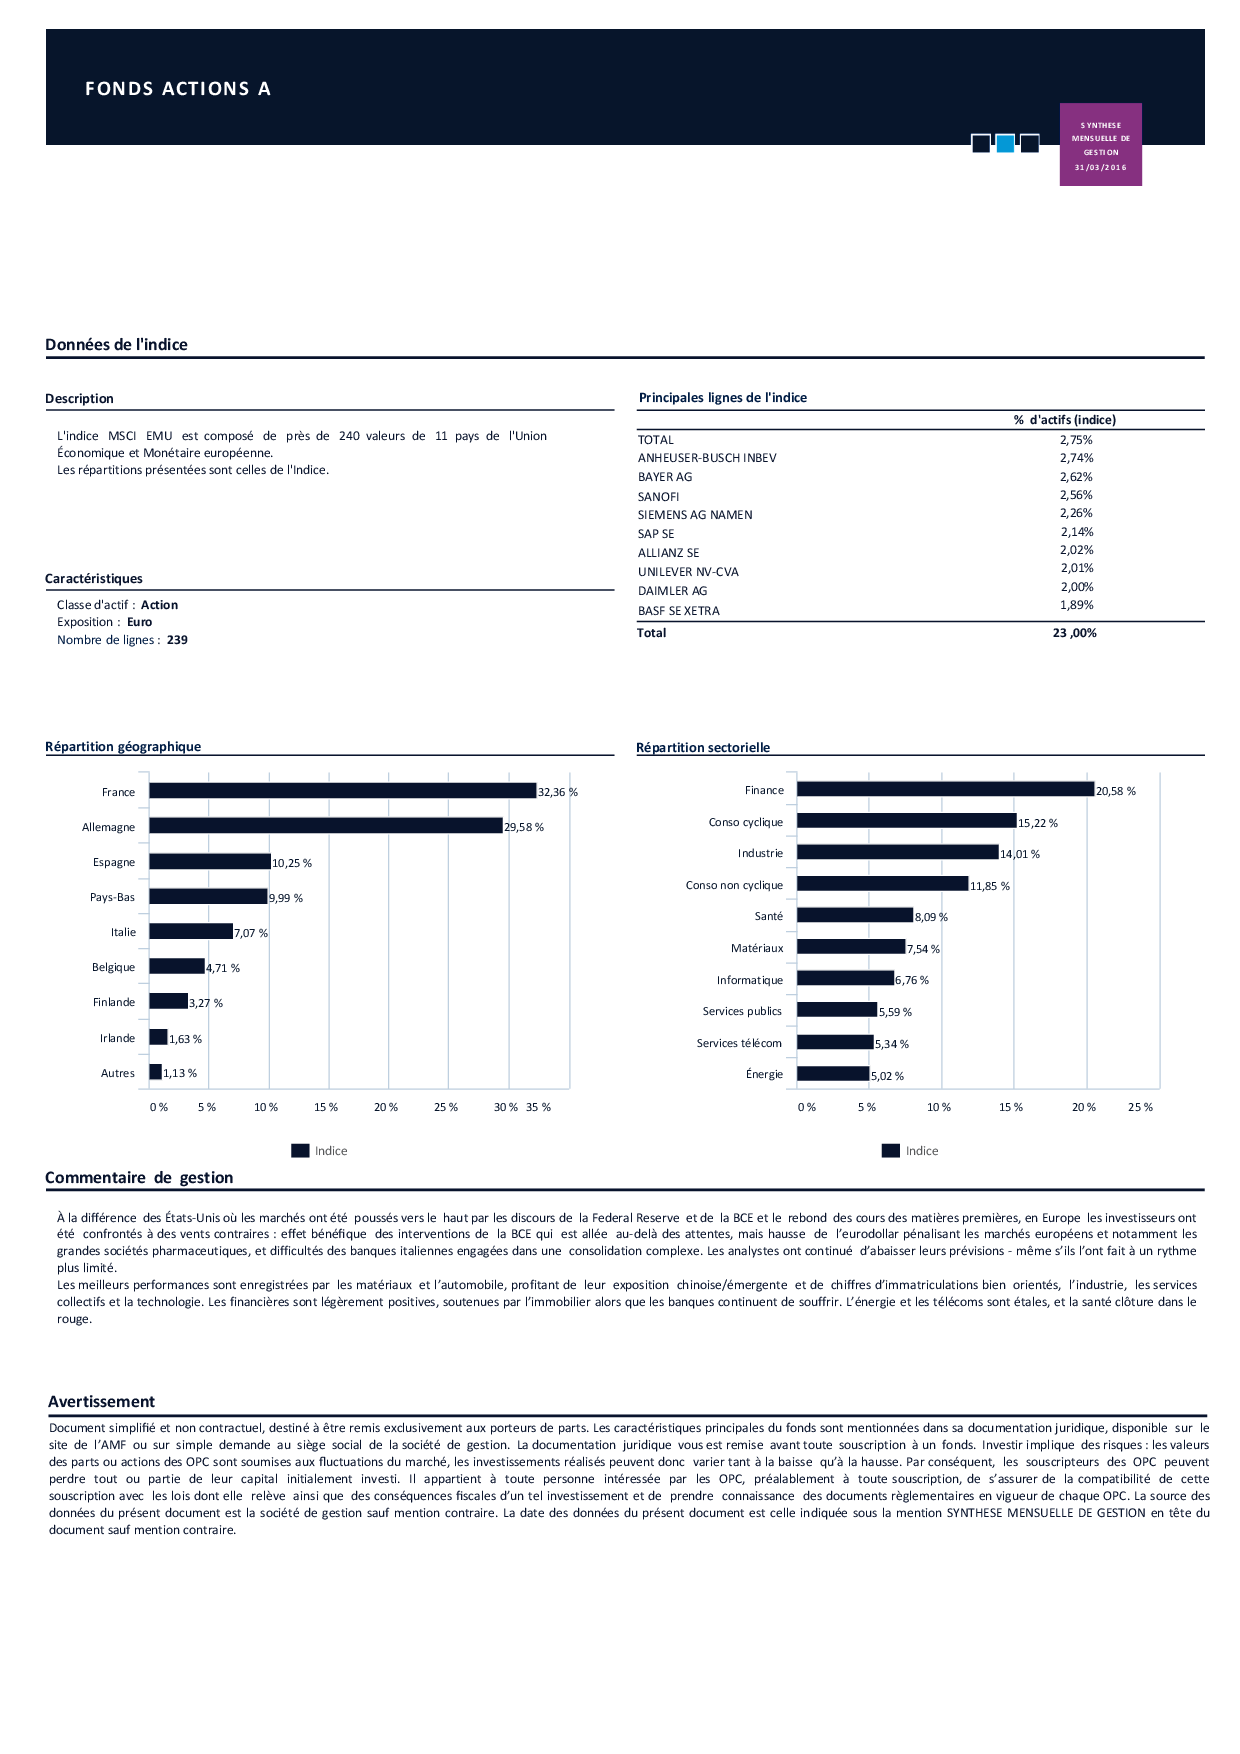 FONDS ACTIONS A
SYNTHESE
MENSUELLE DE
GESTION
31/03/2016
Données de l'indice
Description
L'indice MSCI EMU est composé de près de 240 valeurs de 11 pays de l'Union
Économique et Monétaire européenne.
Les répartitions présentées sont celles de l'Indice.
Caractéristiques
Classe d'actif : Action
Exposition : Euro
Nombre de lignes : 239
Principales lignes de l'indice
% d'actifs (indice)
TOTAL 2,75%
ANHEUSER-BUSCH INBEV 2,74%
BAYER AG 2,62%
SANOFI 2,56%
SIEMENS AG NAMEN 2,26%
SAP SE 2,14%
ALLIANZ SE 2,02%
UNILEVER NV-CVA 2,01%
DAIMLER AG 2,00%
BASF SE XETRA 1,89%
Total 23 ,00%
Répartition géographique
France 32,36 %
Allemagne 29,58 %
Espagne 10,25 %
Pays-Bas 9,99 %
Italie 7,07 %
Belgique 4,71 %
Finlande 3,27 %
Irlande 1,63 %
Autres 1,13 %
0 % 5 % 10 % 15 % 20 % 25 % 30 % 35 %
Indice
Répartition sectorielle
Finance 20,58 %
Conso cyclique 15,22 %
Industrie 14,01 %
Conso non cyclique 11,85 %
Santé 8,09 %
Matériaux 7,54 %
Informatique 6,76 %
Services publics 5,59 %
Services télécom 5,34 %
Énergie 5,02 %
0 % 5 % 10 % 15 % 20 % 25 %
Indice
Commentaire de gestion
À la différence des États-Unis où les marchés ont été poussés vers le haut par les discours de la Federal Reserve et de la BCE et le rebond des cours des matières premières, en Europe les investisseurs ont
été confrontés à des vents contraires : effet bénéfique des interventions de la BCE qui est allée au-delà des attentes, mais hausse de l’eurodollar pénalisant les marchés européens et notamment les
grandes sociétés pharmaceutiques, et difficultés des banques italiennes engagées dans une consolidation complexe. Les analystes ont continué d’abaisser leurs prévisions - même s’ils l’ont fait à un rythme
plus limité.
Les meilleurs performances sont enregistrées par les matériaux et l’automobile, profitant de leur exposition chinoise/émergente et de chiffres d’immatriculations bien orientés, l’industrie, les services
collectifs et la technologie. Les financières sont légèrement positives, soutenues par l’immobilier alors que les banques continuent de souffrir. L’énergie et les télécoms sont étales, et la santé clôture dans le
rouge.
Avertissement
Document simplifié et non contractuel, destiné à être remis exclusivement aux porteurs de parts. Les caractéristiques principales du fonds sont mentionnées dans sa documentation juridique, disponible sur le
site de l’AMF ou sur simple demande au siège social de la société de gestion. La documentation juridique vous est remise avant toute souscription à un fonds. Investir implique des risques : les valeurs
des parts ou actions des OPC sont soumises aux fluctuations du marché, les investissements réalisés peuvent donc varier tant à la baisse qu’à la hausse. Par conséquent, les souscripteurs des OPC peuvent
perdre tout ou partie de leur capital initialement investi. Il appartient à toute personne intéressée par les OPC, préalablement à toute souscription, de s’assurer de la compatibilité de cette
souscription avec les lois dont elle relève ainsi que des conséquences fiscales d’un tel investissement et de prendre connaissance des documents règlementaires en vigueur de chaque OPC. La source des
données du présent document est la société de gestion sauf mention contraire. La date des données du présent document est celle indiquée sous la mention SYNTHESE MENSUELLE DE GESTION en tête du
document sauf mention contraire.